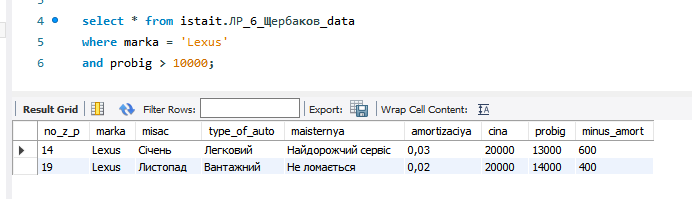 4 select * from istait.ЛР_6_Щербаков_data
5 where marka = 'Lexus'
6 and probig > 10000;
Result Grid Filter Rows: Export: Wrap Cell Content:
no_z_p marka misac type_of_auto maisternya amortizaciya cina probig minus_amort
14 Lexus Січень Легковий Найдорожчий сервіс 0,03 20000 13000 600
19 Lexus Листопад Вантажний Не ломається 0,02 20000 14000 400